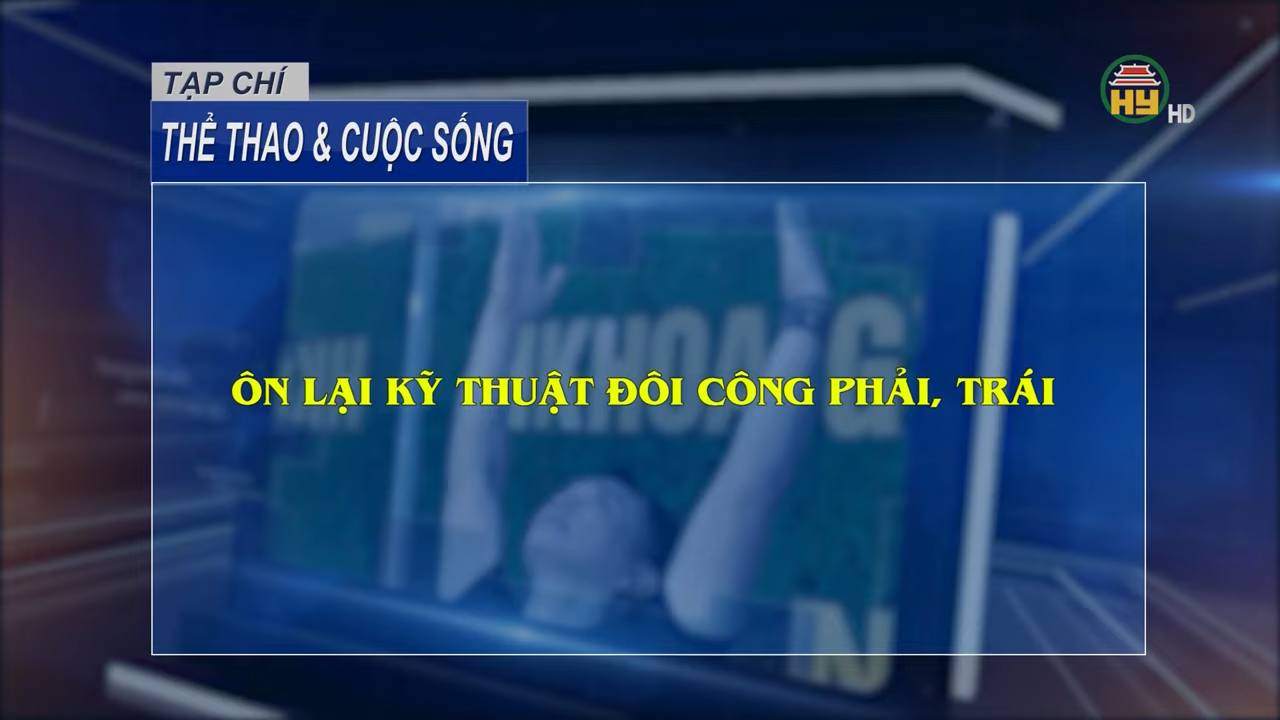 TẠP CHÍ
THỂ THAO & CUỘC SỐNG
HY HD
ÔN LẠI KỸ THUẬT ĐÔI CÔNG PHẢI, TRÁI